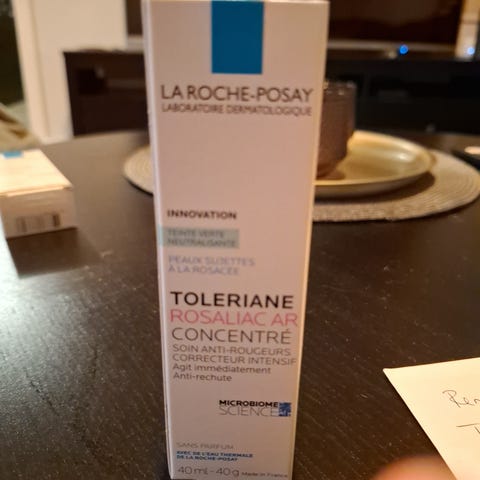 LA ROCHE-POSAY
LABORATOIRE DERMATOLOGIQUE
INNOVATION
TEINTE VERTE
NEUTRALISANTE
PEAUX SUJETTES
À LA ROSACÉE
TOLERIANE
ROSALIAC AR
CONCENTRÉ
SOIN ANTI-ROUGEURS
CORRECTEUR INTENSIF
Agit immédiatement
Anti-rechute
MICROBIOME
SCIENCE
SANS PARFUM
AVEC DE L'EAU THERMALE
DE LA ROCHE-POSAY
40 ml - 40 g Made in France